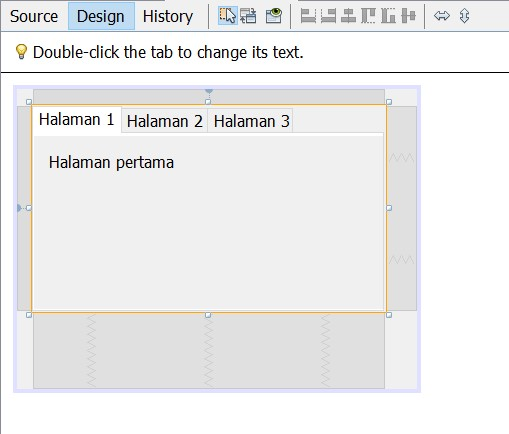 Source Design History
Double-click the tab to change its text.
Halaman 1 Halaman 2 Halaman 3
Halaman pertama